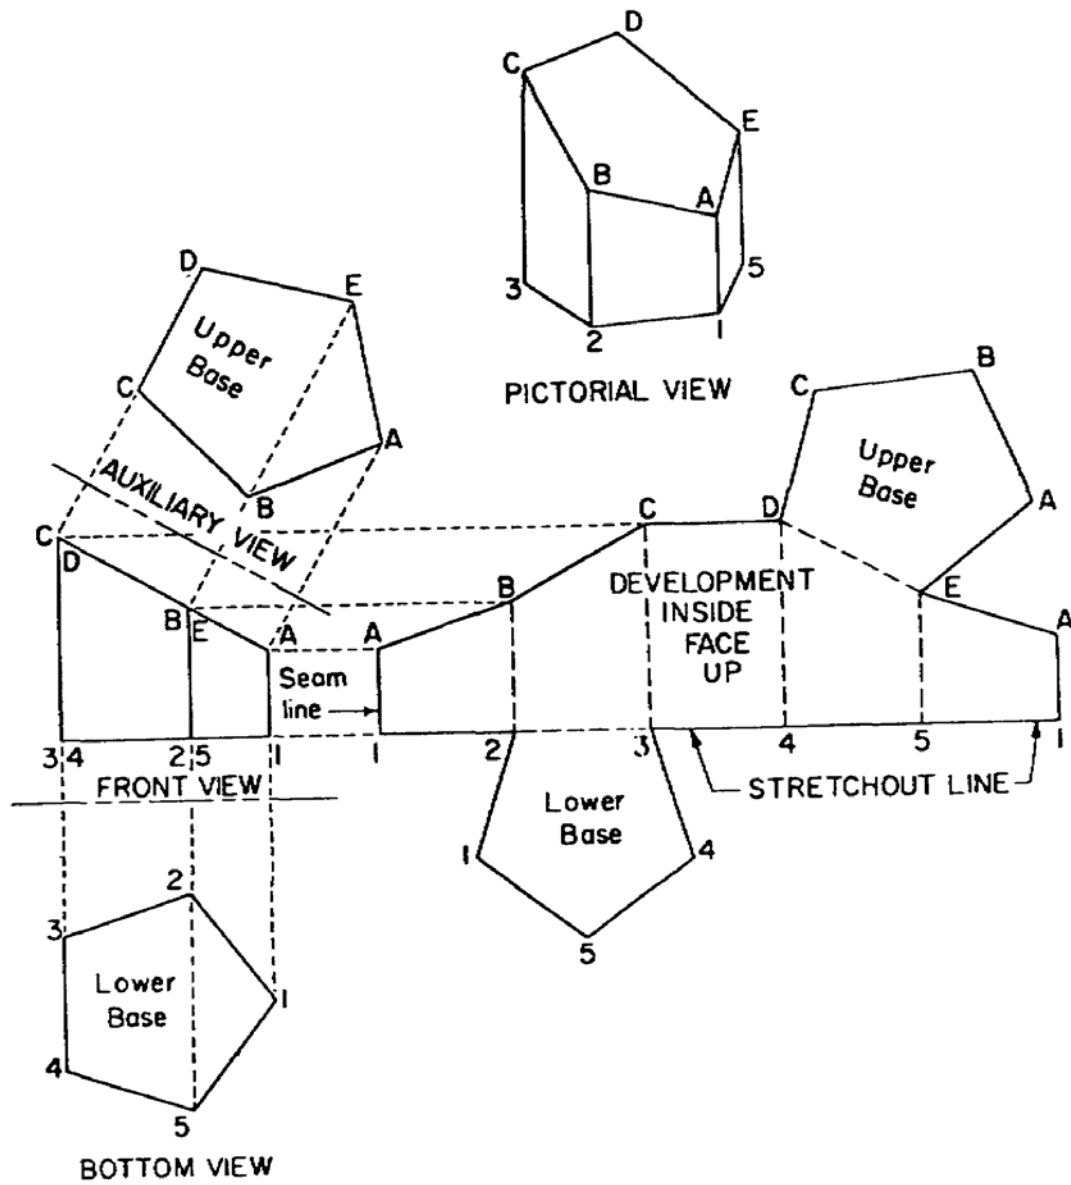 D
C
E
B
A
3
5
2
1
PICTORIAL VIEW
D
E
Upper
Base
C
A
B
AUXILIARY VIEW
B
C
Upper
Base
A
D
E
C
D
B
E
A
Seam
line
3
4
2
5
1
FRONT VIEW
A
B
C
DEVELOPMENT
INSIDE
FACE
UP
A
1
2
3
4
5
1
STRETCHOUT LINE
Lower
Base
1
4
5
2
3
Lower
Base
1
4
5
BOTTOM VIEW